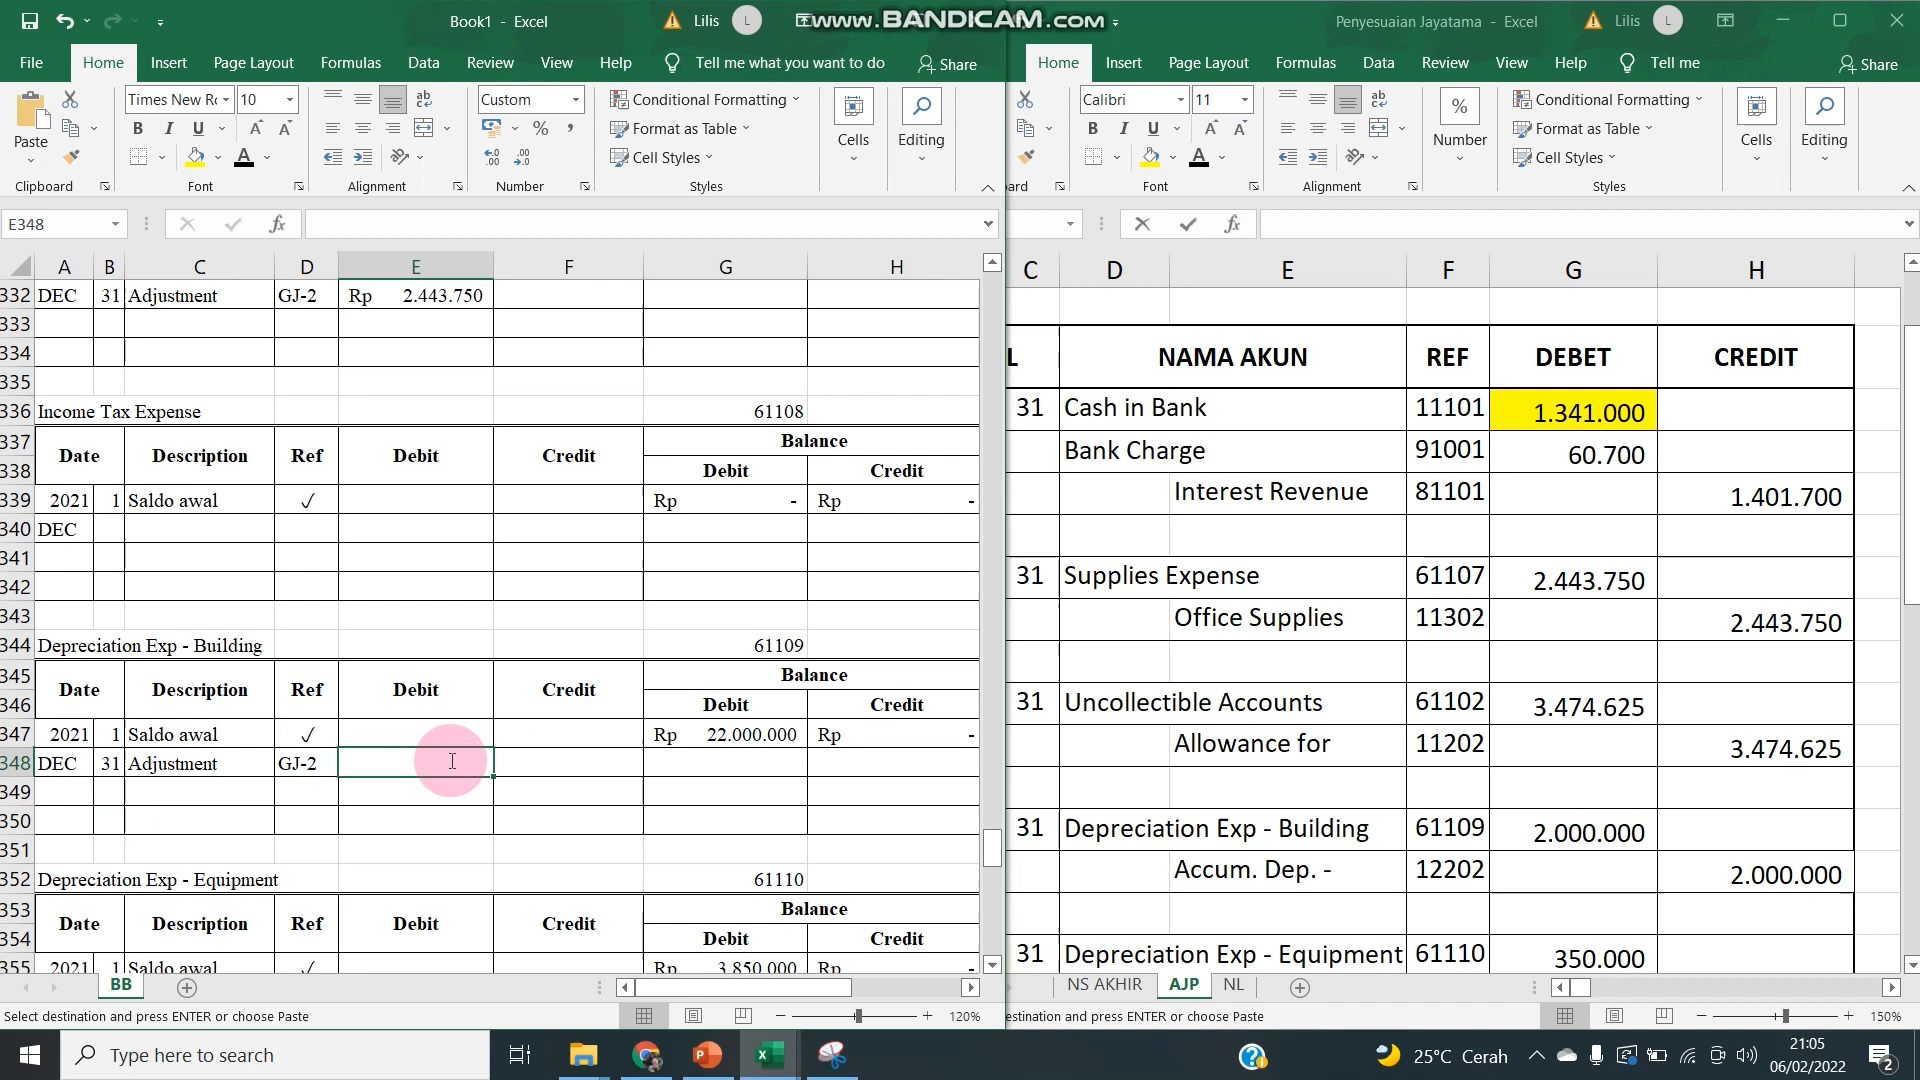 Book1 - Excel
Lilis
L
www.BANDICAM.com
Penyesuaian Jayatama - Excel
Lilis
L
File Home Insert Page Layout Formulas Data Review View Help Tell me what you want to do Share
Home Insert Page Layout Formulas Data Review View Help Tell me Share
Paste
Clipboard
Times New Ro 10
B I U
Font
Alignment
Custom
Number
Conditional Formatting
Format as Table
Cell Styles
Styles
Cells
Editing
Calibri 11
B I U
Font
Alignment
Number
Conditional Formatting
Format as Table
Cell Styles
Styles
Cells
Editing
E348
fx
fx
A B C D E F G H
332 DEC 31 Adjustment GJ-2 Rp 2.443.750
333
334
335
336 Income Tax Expense 61108
337 Date Description Ref Debit Credit Balance
338 Debit Credit
339 2021 1 Saldo awal ✓ Rp - Rp -
340 DEC
341
342
343
344 Depreciation Exp - Building 61109
345 Date Description Ref Debit Credit Balance
346 Debit Credit
347 2021 1 Saldo awal ✓ Rp 22.000.000 Rp -
348 DEC 31 Adjustment GJ-2
349
350
351
352 Depreciation Exp - Equipment 61110
353 Date Description Ref Debit Credit Balance
354 Debit Credit
355 2021 1 Saldo awal ✓ Rp 3.850.000 Rp -
C D E F G H
L NAMA AKUN REF DEBET CREDIT
31 Cash in Bank 11101 1.341.000
Bank Charge 91001 60.700
Interest Revenue 81101 1.401.700
31 Supplies Expense 61107 2.443.750
Office Supplies 11302 2.443.750
31 Uncollectible Accounts 61102 3.474.625
Allowance for 11202 3.474.625
31 Depreciation Exp - Building 61109 2.000.000
Accum. Dep. - 12202 2.000.000
31 Depreciation Exp - Equipment 61110 350.000
BB
NS AKHIR AJP NL
Select destination and press ENTER or choose Paste
120%
estination and press ENTER or choose Paste
150%
Type here to search
25°C Cerah
21:05
06/02/2022
2